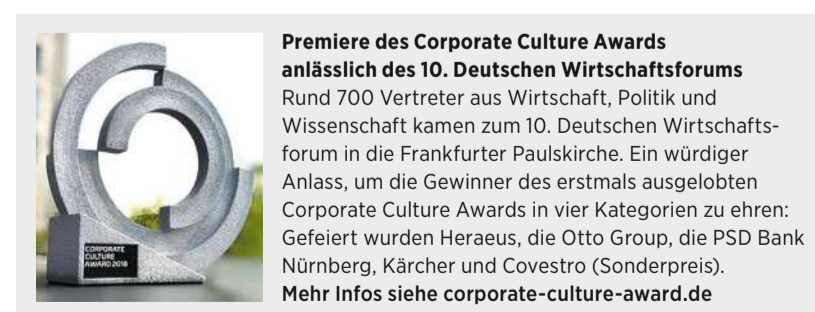 Premiere des Corporate Culture Awards
anlässlich des 10. Deutschen Wirtschaftsforums
Rund 700 Vertreter aus Wirtschaft, Politik und
Wissenschaft kamen zum 10. Deutschen Wirtschafts-
forum in die Frankfurter Paulskirche. Ein würdiger
Anlass, um die Gewinner des erstmals ausgelobten
Corporate Culture Awards in vier Kategorien zu ehren:
Gefeiert wurden Heraeus, die Otto Group, die PSD Bank
Nürnberg, Kärcher und Covestro (Sonderpreis).
Mehr Infos siehe corporate-culture-award.de
CORPORATE
CULTURE
AWARD 2018